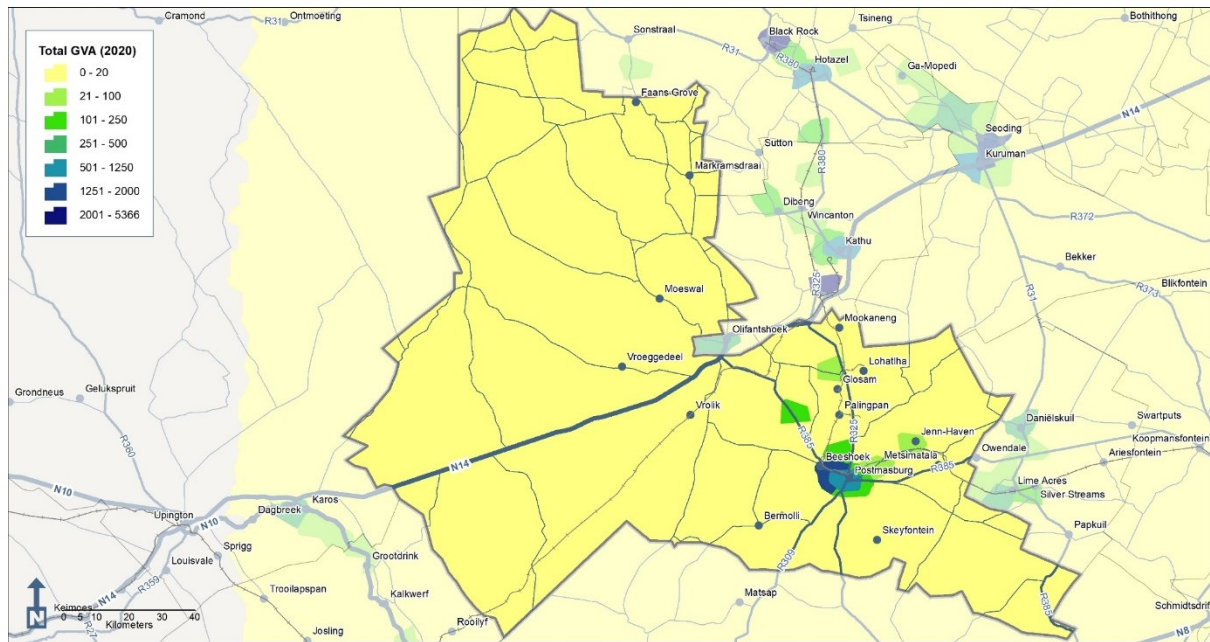 Cramond
R31
Ontmoeting
Sonstraal
Tsineng
Bothithong
Black Rock
R31
R380
Hotazel
Ga-Mopedi
Total GVA (2020)
0 - 20
21 - 100
101 - 250
251 - 500
501 - 1250
1251 - 2000
2001 - 5366
Faans-Grove
N14
Seoding
Kuruman
Sutton
R380
Markramsdraai
Dibeng
Wincanton
R372
Kathu
Bekker
R325
R373
Blikfontein
R31
Moeswal
Mookaneng
Olifantshoek
Vroeggedeel
Lohatlha
Glosam
Grondneus
Gelukspruit
Vrolik
Palingpan
R385
R325
Daniëlskuil
Swartputs
Jenn-Haven
Koopmansfontein
R360
Beeshoek
Metsimatala
R385
Owendale
Ariesfontein
N14
Postmasburg
Lime Acres
Silver Streams
N10
Karos
Dagbreek
Upington
N10
Bermolli
Skeyfontein
Papkuil
Sprigg
Louisvale
R359
Grootdrink
R309
Trooilapspan
Kalkwerf
Matsap
R385
Schmidtsdrif
N14
Keimoes
R27
Josling
Rooilyf
N8
N
0 5 10 20 30 40
Kilometers